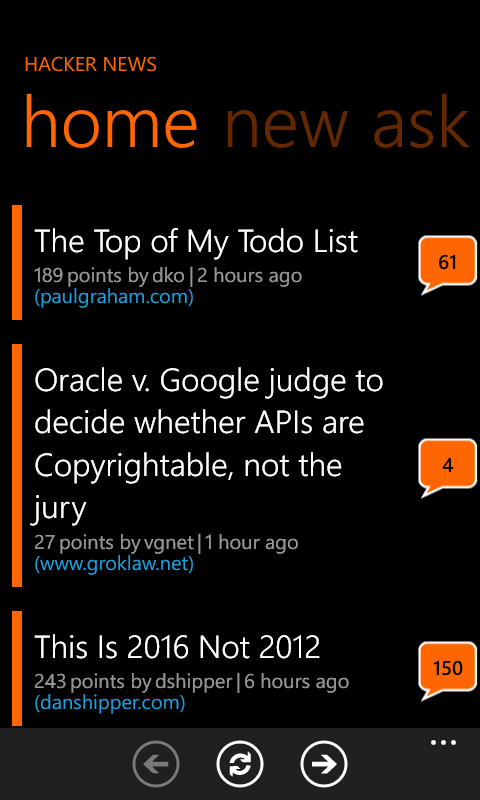 HACKER NEWS
home new ask
The Top of My Todo List
189 points by dko | 2 hours ago
(paulgraham.com)
61
Oracle v. Google judge to
decide whether APIs are
Copyrightable, not the
jury
27 points by vgnet | 1 hour ago
(www.groklaw.net)
4
This Is 2016 Not 2012
243 points by dshipper | 6 hours ago
(danshipper.com)
150